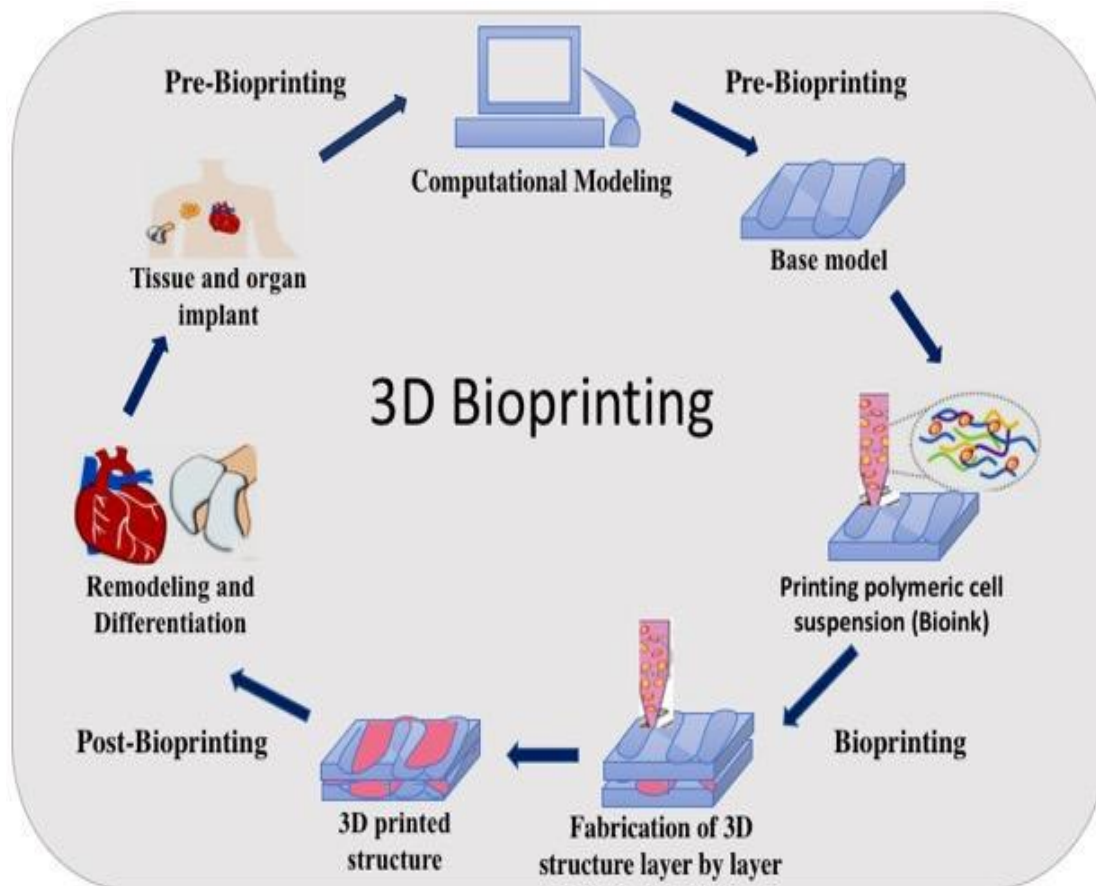 Pre-Bioprinting
Pre-Bioprinting
Computational Modeling
Base model
Tissue and organ
implant
3D Bioprinting
Printing polymeric cell
suspension (Bioink)
Remodeling and
Differentiation
Post-Bioprinting
Bioprinting
3D printed
structure
Fabrication of 3D
structure layer by layer